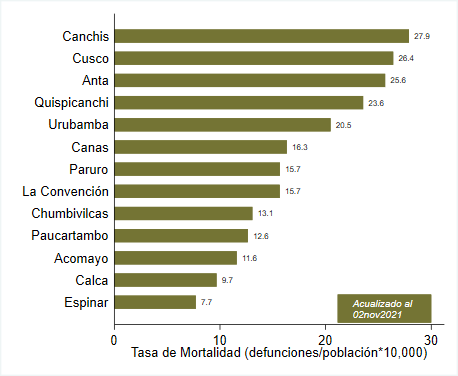 Canchis 27.9
Cusco 26.4
Anta 25.6
Quispicanchi 23.6
Urubamba 20.5
Canas 16.3
Paruro 15.7
La Convención 15.7
Chumbivilcas 13.1
Paucartambo 12.6
Acomayo 11.6
Calca 9.7
Espinar 7.7
Acualizado al
02nov2021
0 10 20 30
Tasa de Mortalidad (defunciones/población*10,000)